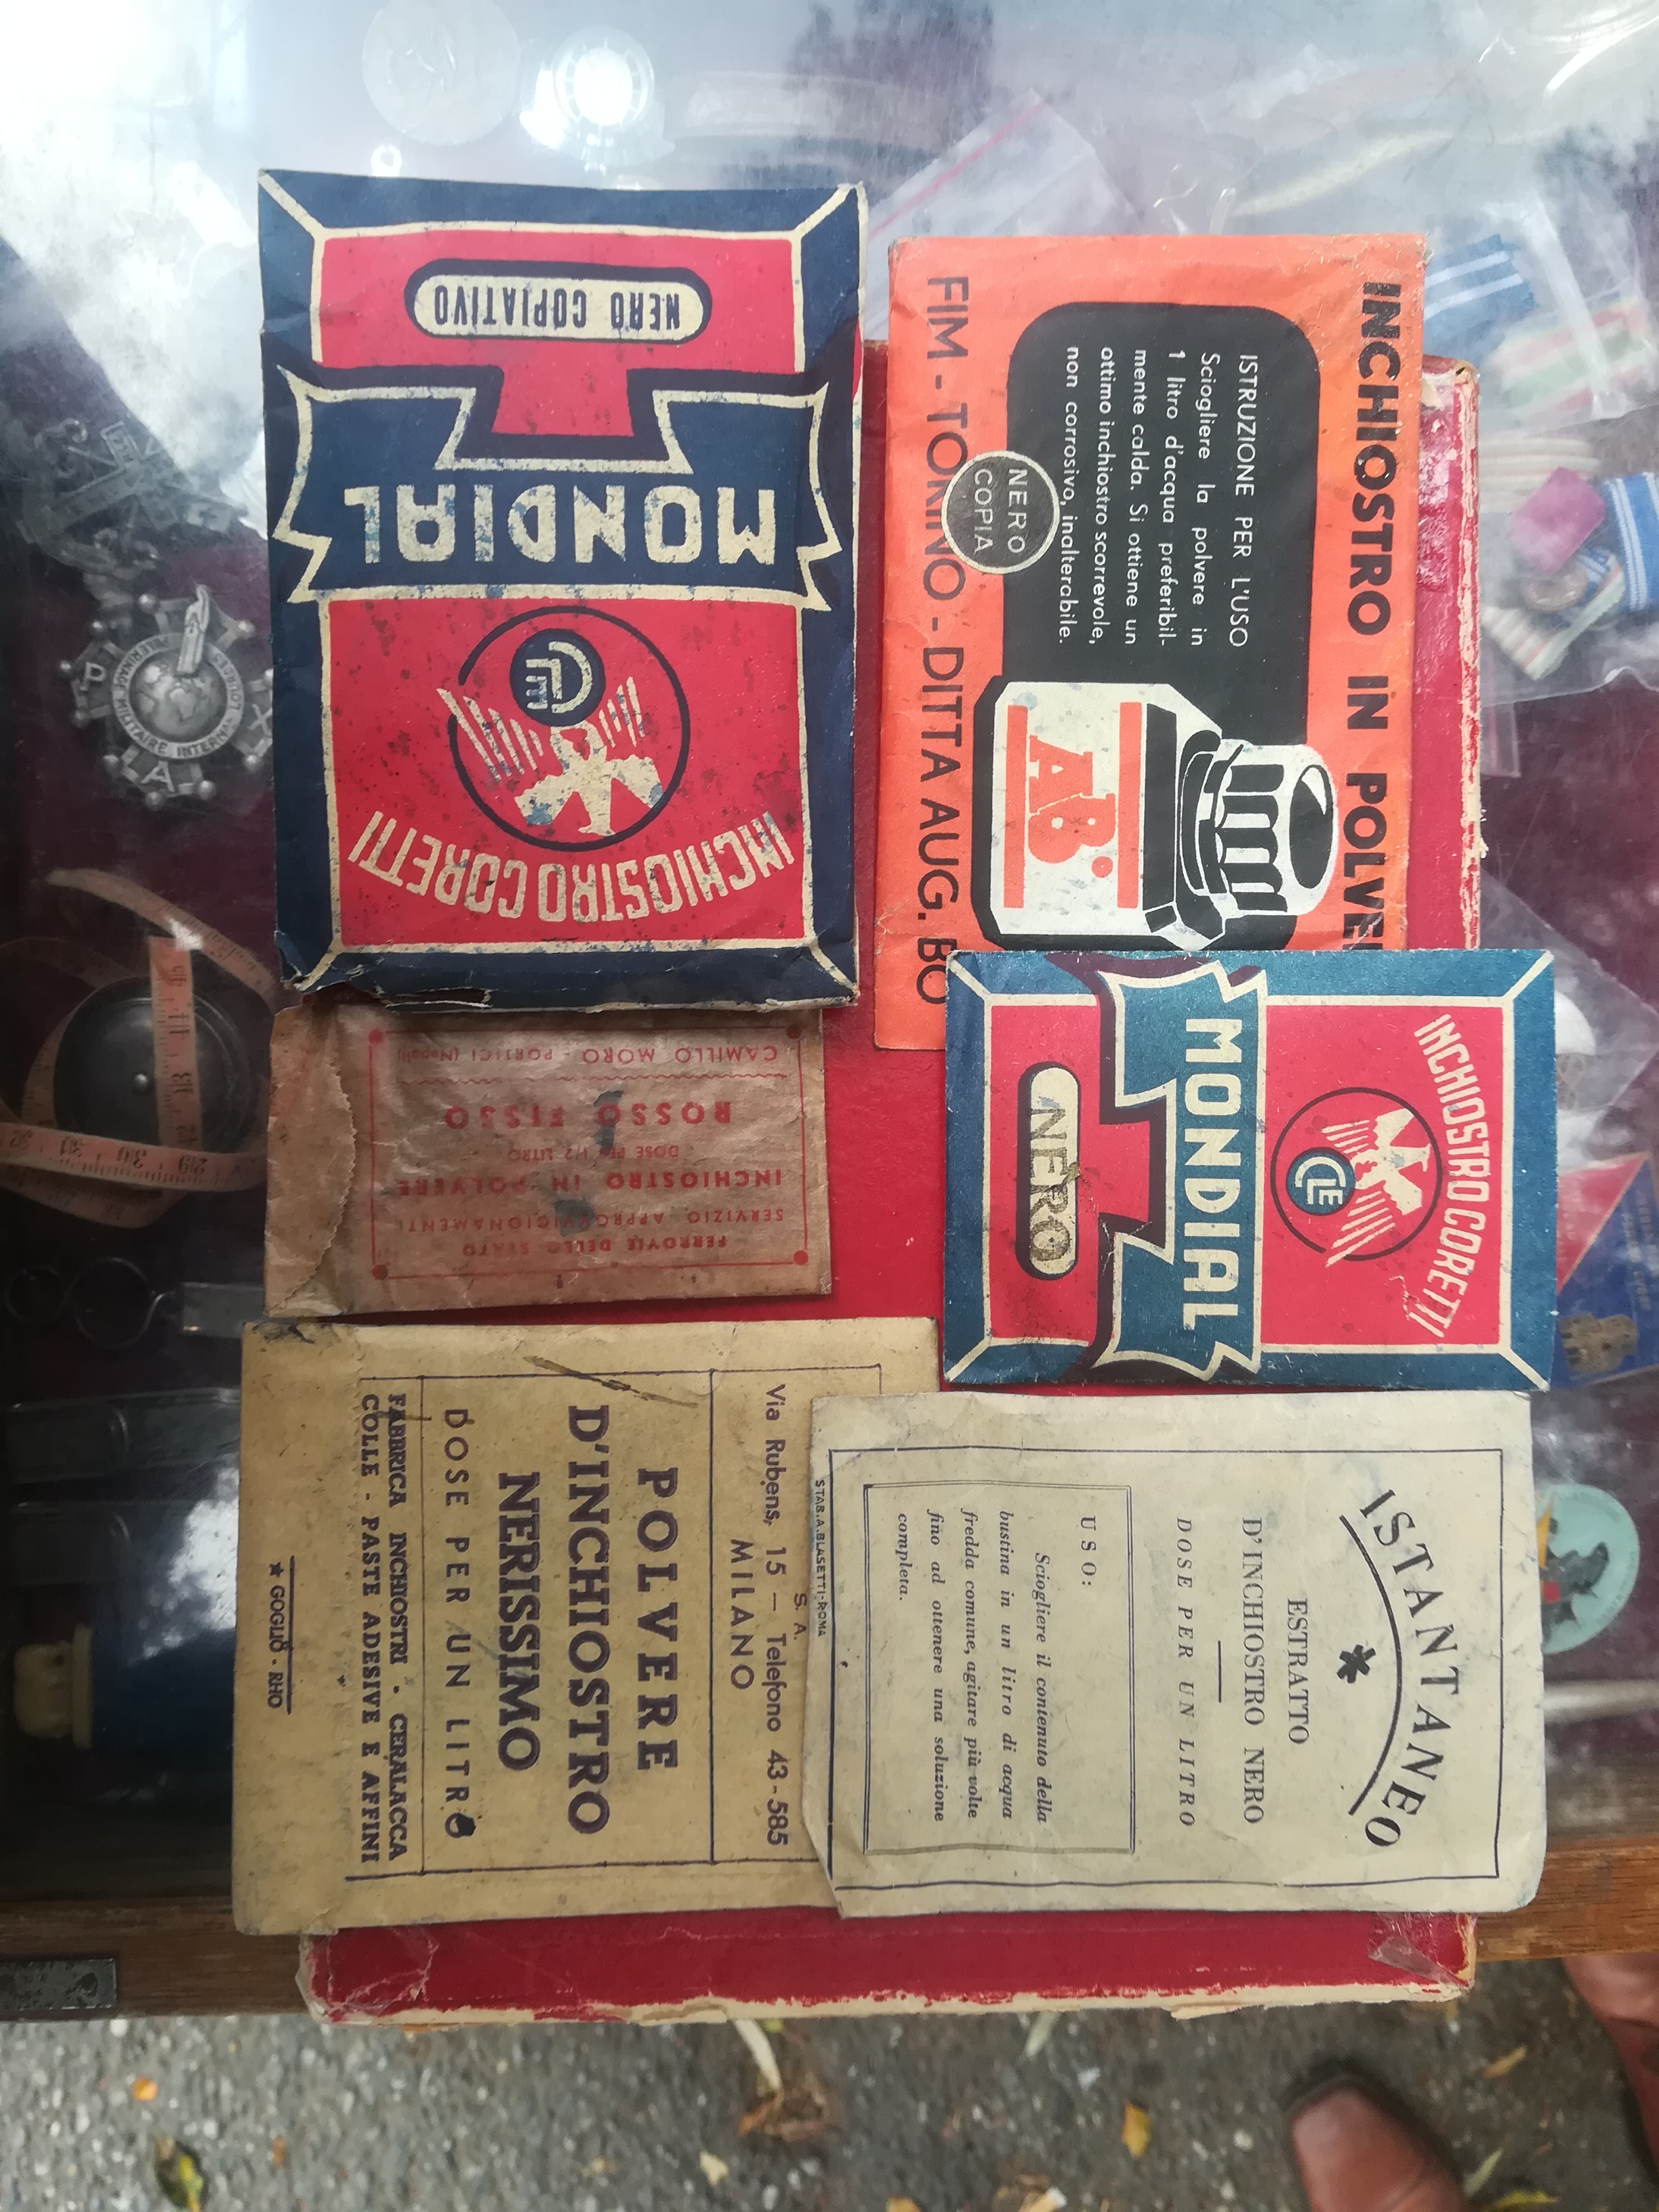 NERO COPIATIVO
MONDIAL
CLE
INCHIOSTRO CORETTI
INCHIOSTRO IN POLVE
ISTRUZIONE PER L'USO
Sciogliere la polvere in
1 litro d'acqua preferibil-
mente calda. Si ottiene un
ottimo inchiostro scorrevole,
non corrosivo, inalterabile.
NERO
COPIA
AB
FIM - TORINO - DITTA AUG. BO
INCHIOSTRO CORETTI
CLE
MONDIAL
NERO
FERROVIE DELLO STATO
SERVIZIO APPROVVIGIONAMENTI
INCHIOSTRO IN POLVERE
- DOSE PER 1/2 LITRO -
ROSSO FISSO
CAMILLO MORO - PORTICI (Napoli)
ISTANTANEO
*
ESTRATTO
D'INCHIOSTRO NERO
DOSE PER UN LITRO
USO:
Sciogliere il contenuto della
bustina in un litro di acqua
fredda comune, agitare più volte
fino ad ottenere una soluzione
completa.
STAB. A. BLASETTI-ROMA
S. A.
Via Rubens, 15 - Telefono 43-585
MILANO
POLVERE
D'INCHIOSTRO
NERISSIMO
DOSE PER UN LITRO
FABBRICA INCHIOSTRI - CERALACCA
COLLE - PASTE ADESIVE E AFFINI
★ GOGLIO - RHO
PELERINAGE MILITAIRE INTERNA
LOURDES
P
A
X